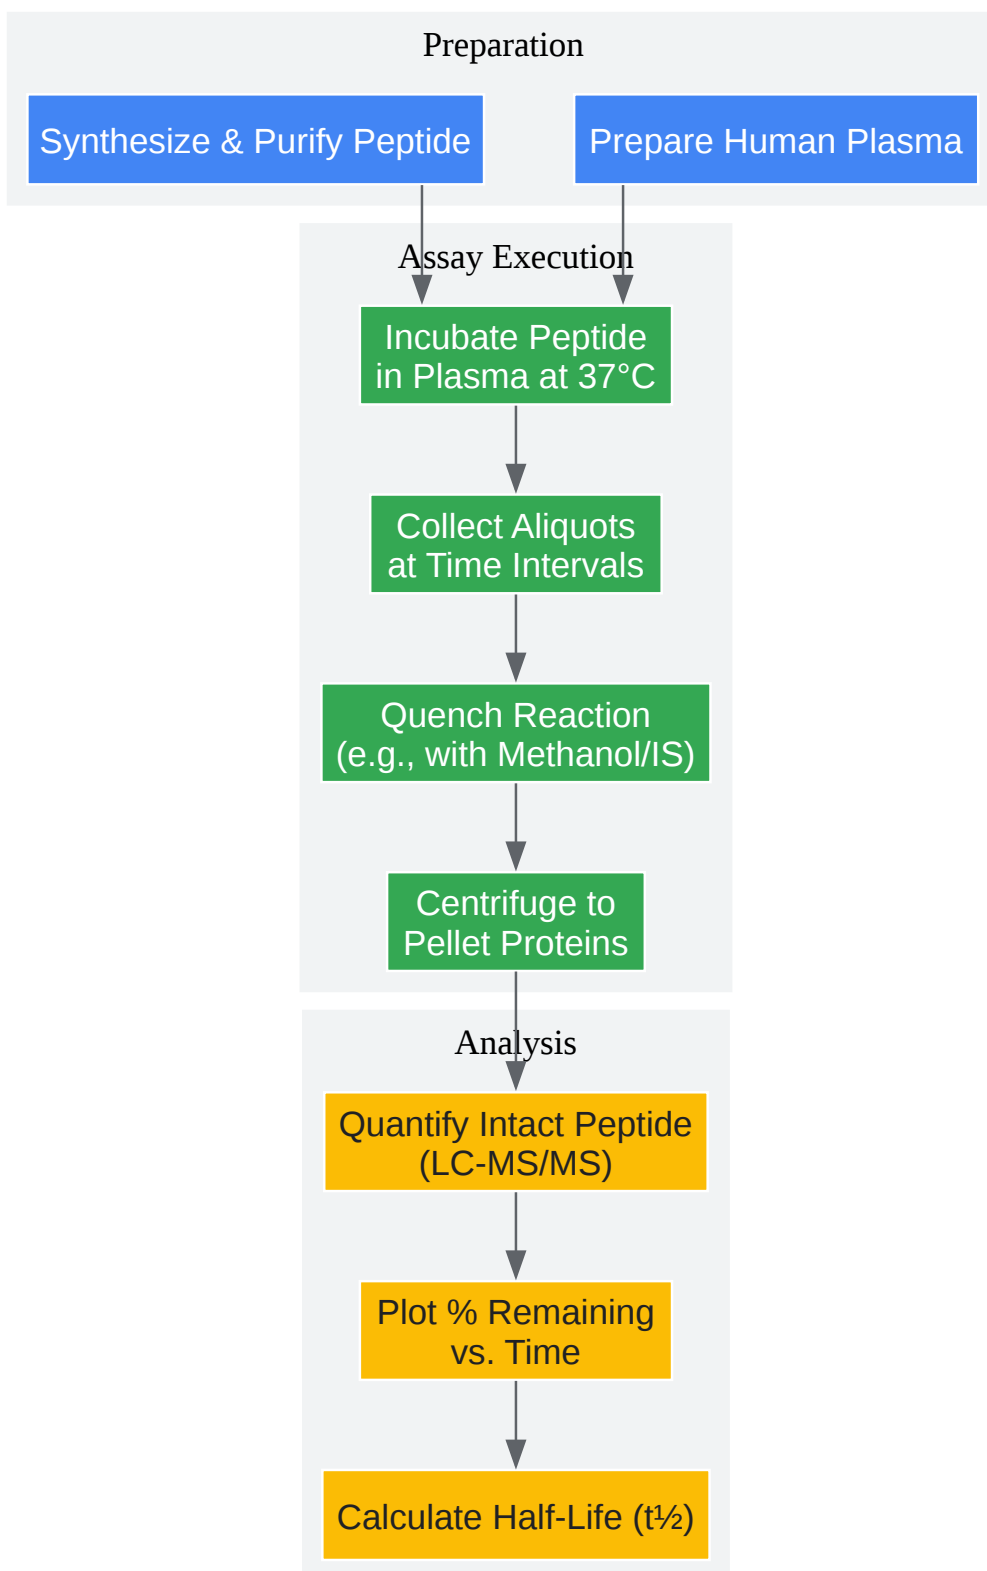 Preparation
Synthesize & Purify Peptide
Prepare Human Plasma
Assay Execution
Incubate Peptide
in Plasma at 37°C
Collect Aliquots
at Time Intervals
Quench Reaction
(e.g., with Methanol/IS)
Centrifuge to
Pellet Proteins
Analysis
Quantify Intact Peptide
(LC-MS/MS)
Plot % Remaining
vs. Time
Calculate Half-Life (t½)